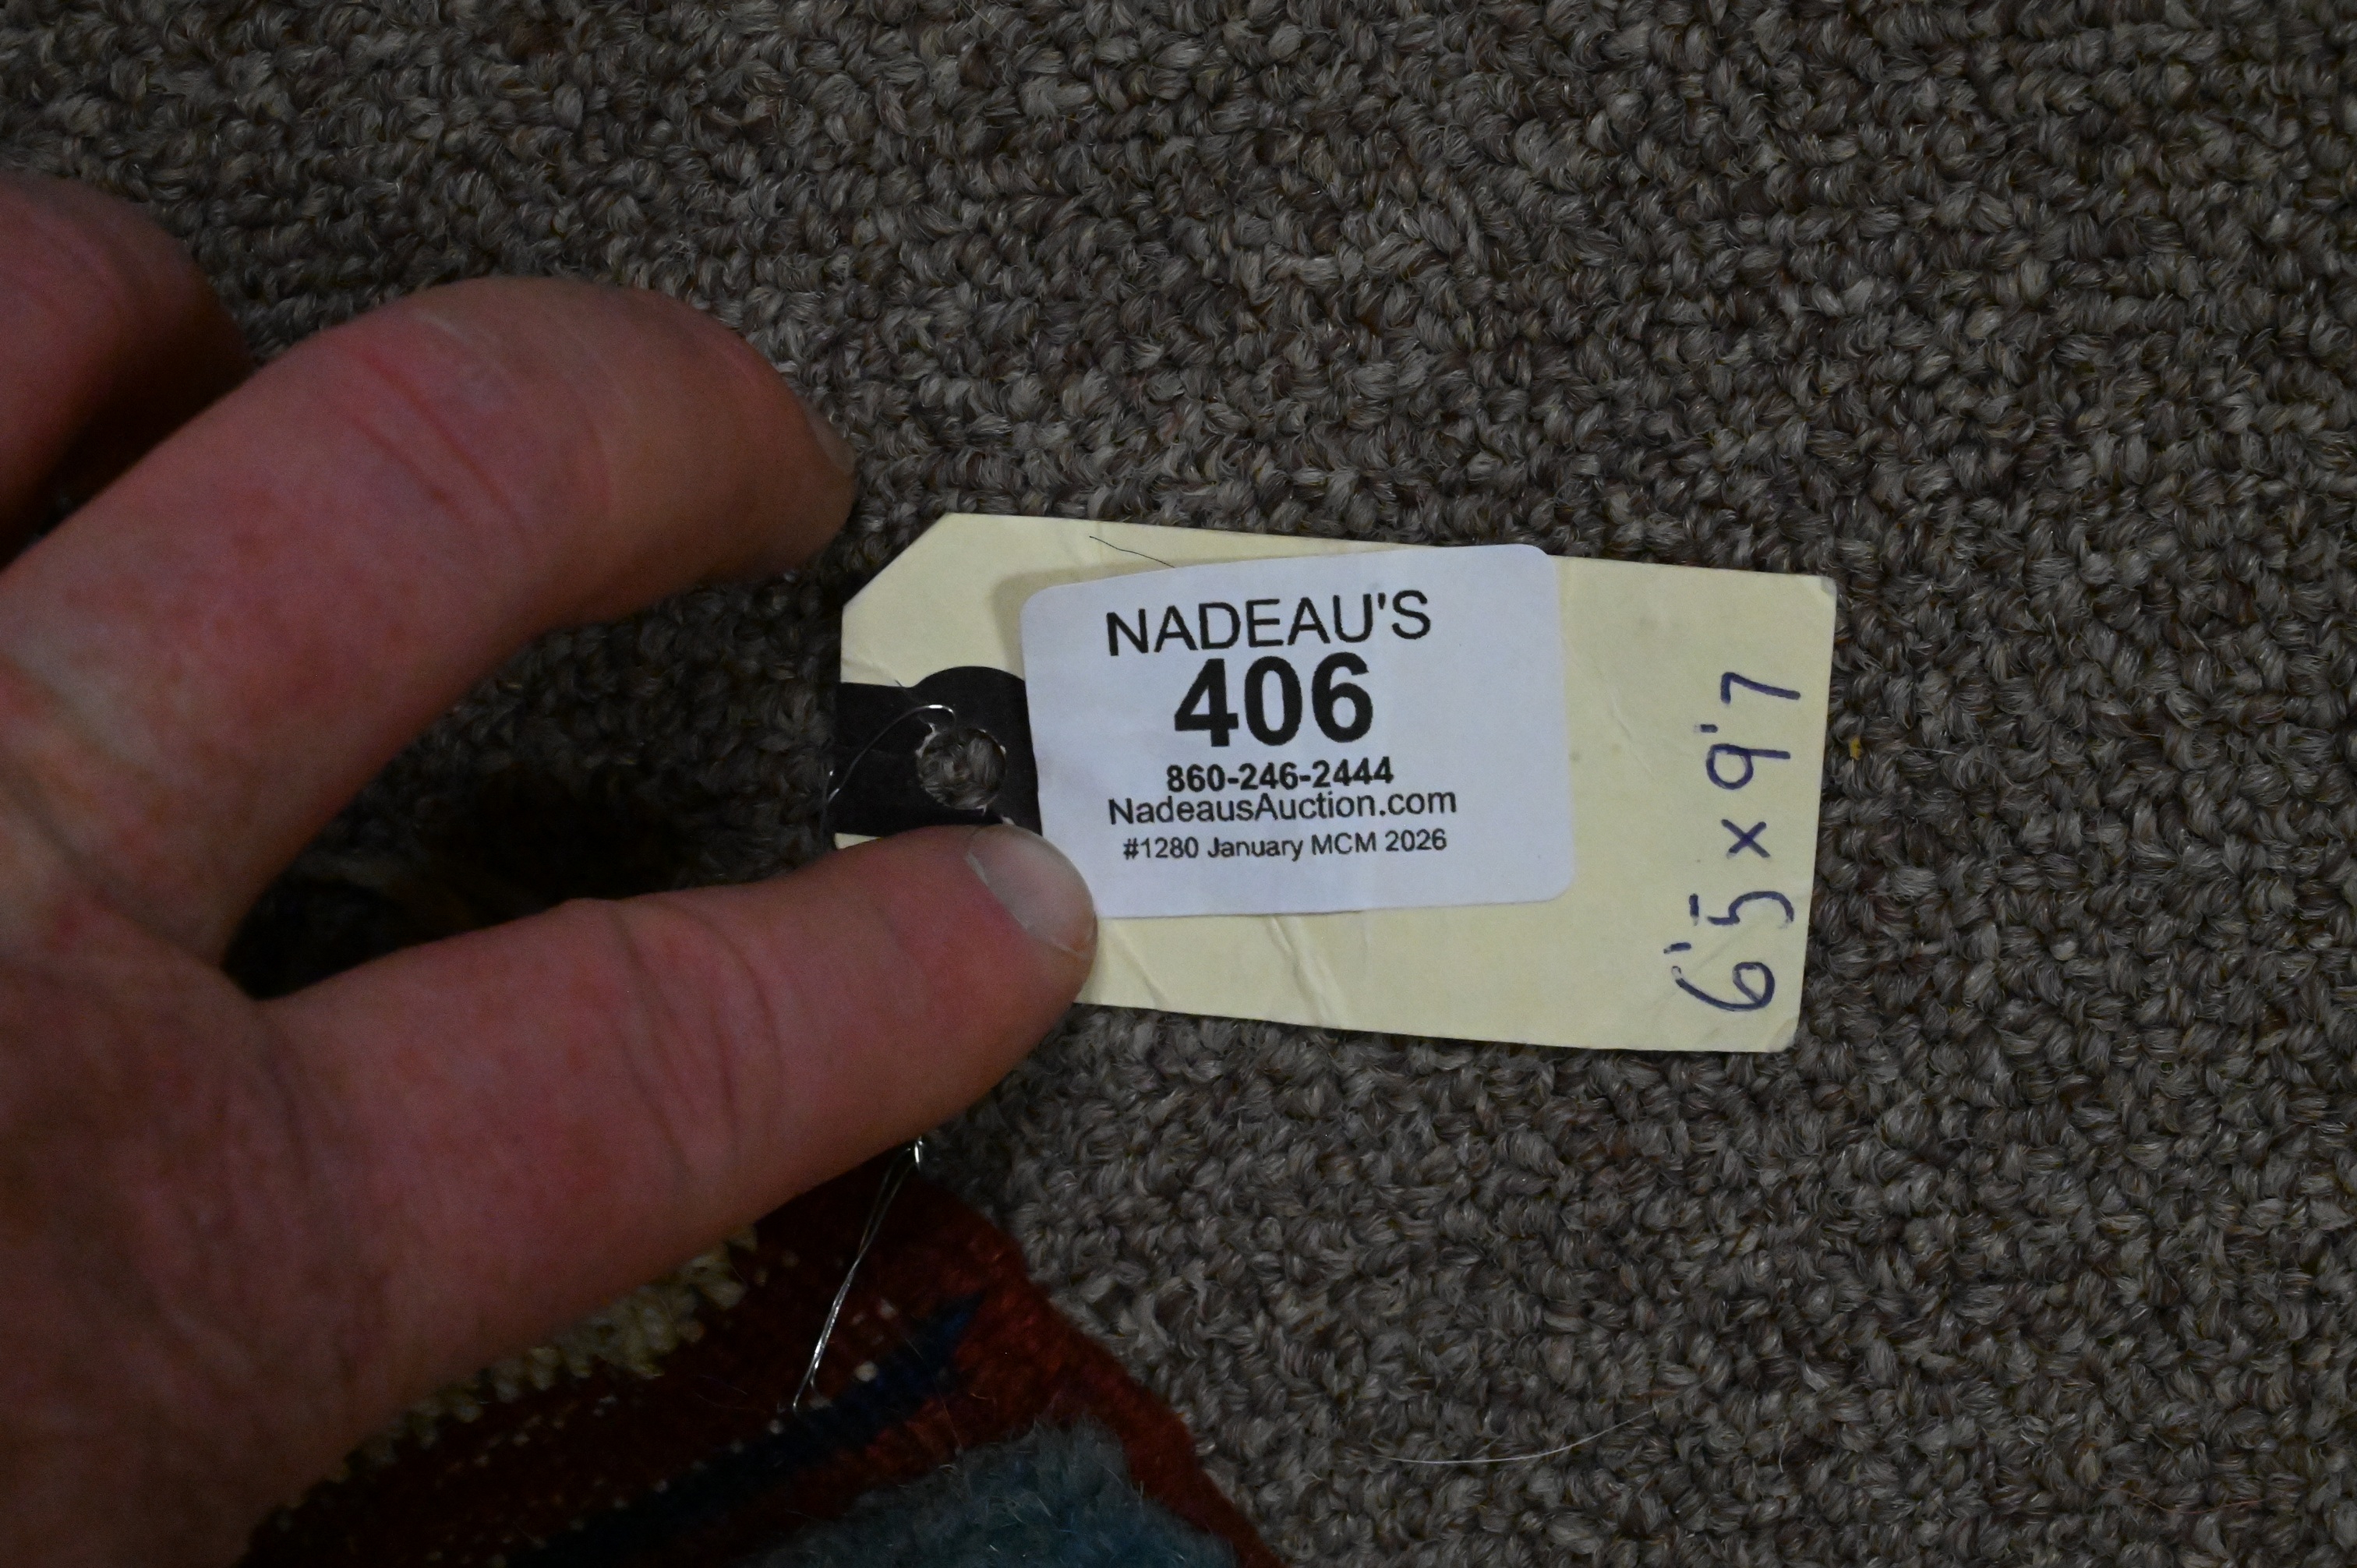 NADEAU'S
406
860-246-2444
NadeausAuction.com
#1280 January MCM 2026
6'5 x 9'7